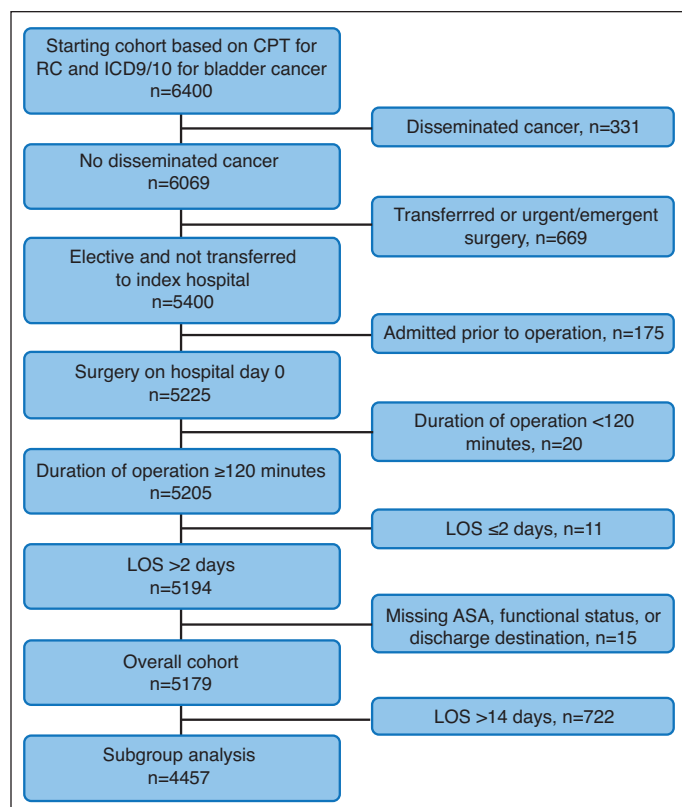 Starting cohort based on CPT for
RC and ICD9/10 for bladder cancer
n=6400
Disseminated cancer, n=331
No disseminated cancer
n=6069
Transferrred or urgent/emergent
surgery, n=669
Elective and not transferred
to index hospital
n=5400
Admitted prior to operation, n=175
Surgery on hospital day 0
n=5225
Duration of operation <120
minutes, n=20
Duration of operation ≥120 minutes
n=5205
LOS ≤2 days, n=11
LOS >2 days
n=5194
Missing ASA, functional status, or
discharge destination, n=15
Overall cohort
n=5179
LOS >14 days, n=722
Subgroup analysis
n=4457